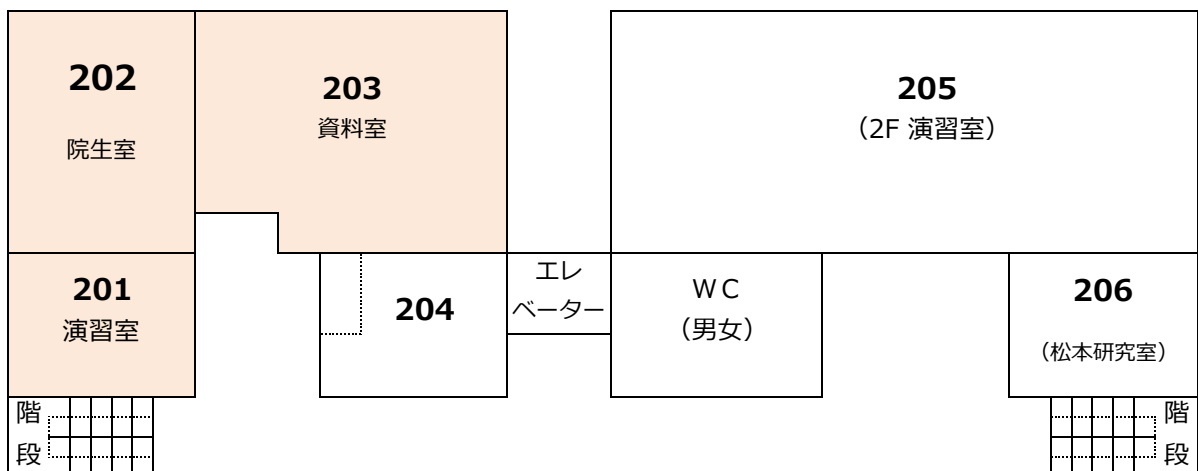 202
院生室
203
資料室
205
（2F 演習室）
201
演習室
204
エレ
ベーター
ＷＣ
（男女）
206
（松本研究室）
階
段
階
段